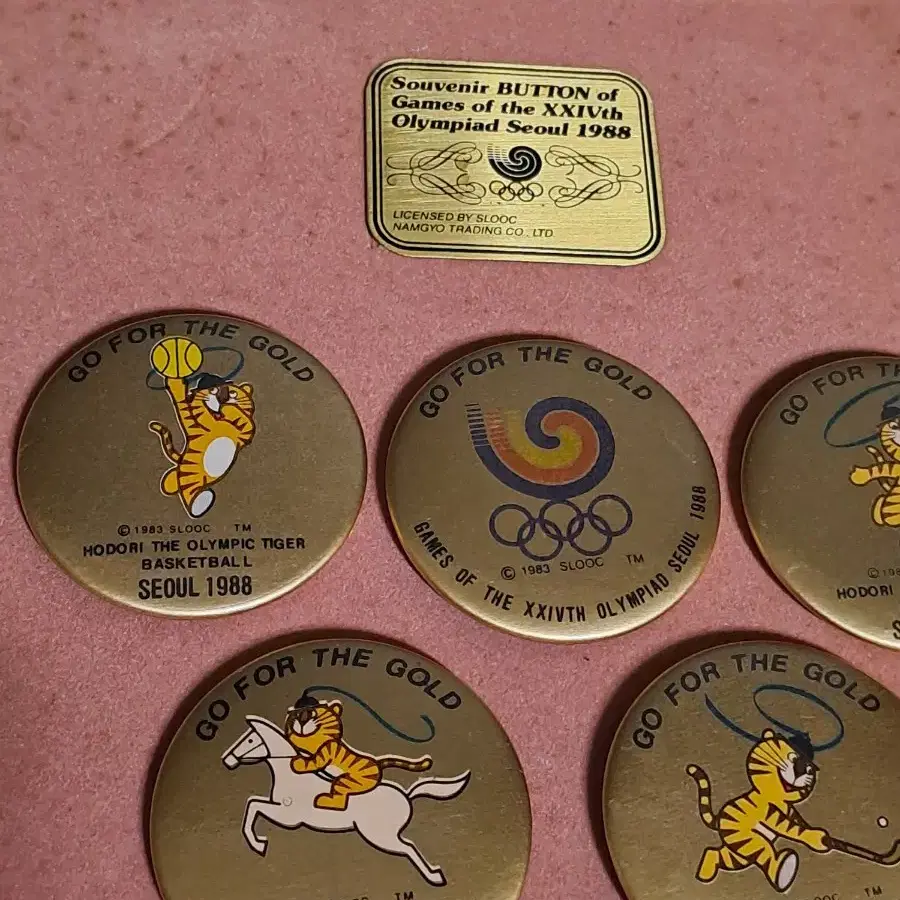 Souvenir BUTTON of
Games of the XXIVth
Olympiad Seoul 1988
LICENSED BY SLOOC
NAMGYO TRADING CO., LTD.
GO FOR THE GOLD
© 1983 SLOOC TM
HODORI THE OLYMPIC TIGER
BASKETBALL
SEOUL 1988
GO FOR THE GOLD
© 1983 SLOOC TM
GAMES OF THE XXIVTH OLYMPIAD SEOUL 1988
GO FOR
HODORI
GO FOR THE GOLD
TM
GO FOR THE GOLD
TM